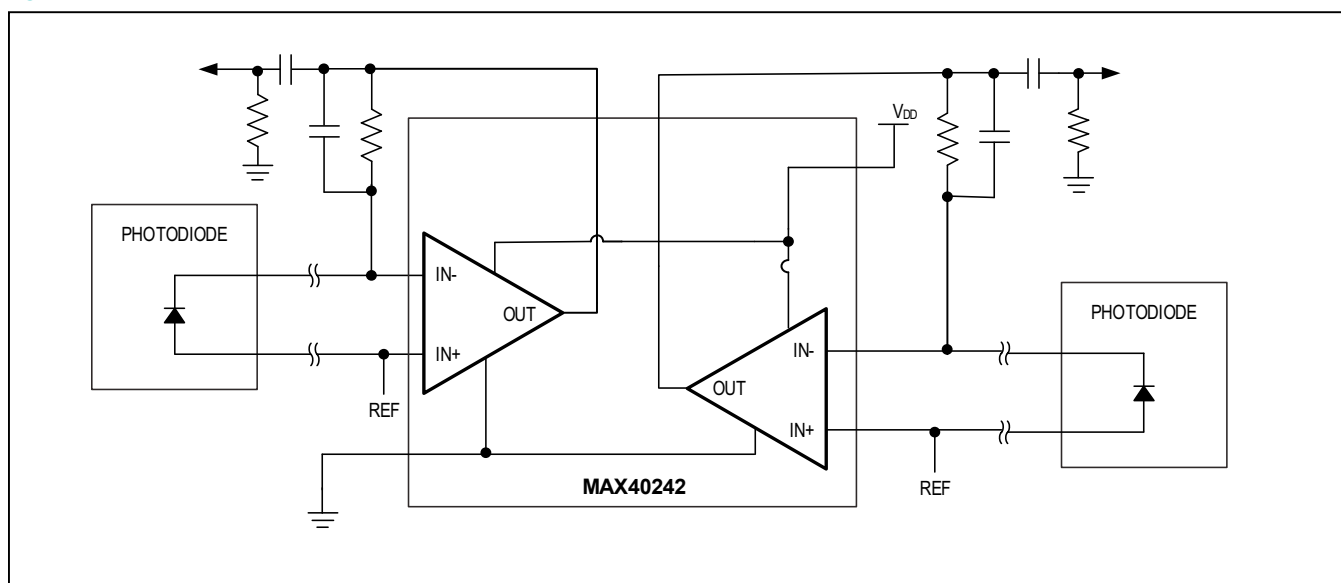 VDD
PHOTODIODE
IN-
OUT
IN+
REF
PHOTODIODE
IN-
OUT
IN+
REF
MAX40242